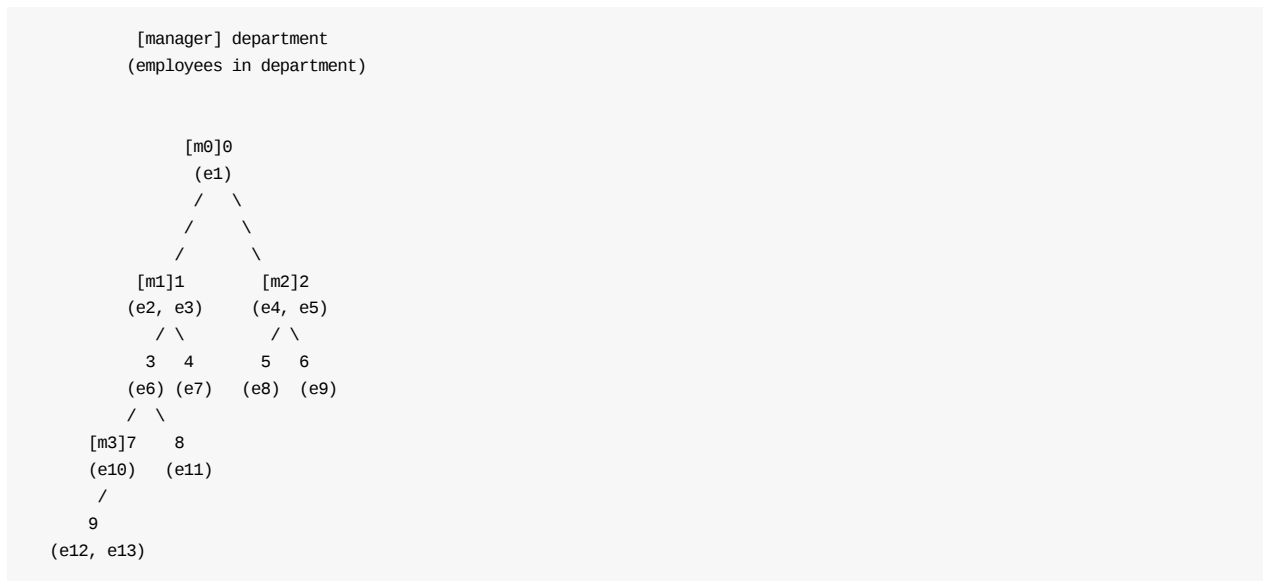 [manager] department
(employees in department)
[m0]0
(e1)
/ \
/ \
/ \
[m1]1 [m2]2
(e2, e3) (e4, e5)
/ \ / \
3 4 5 6
(e6) (e7) (e8) (e9)
/ \
[m3]7 8
(e10) (e11)
/
9
(e12, e13)